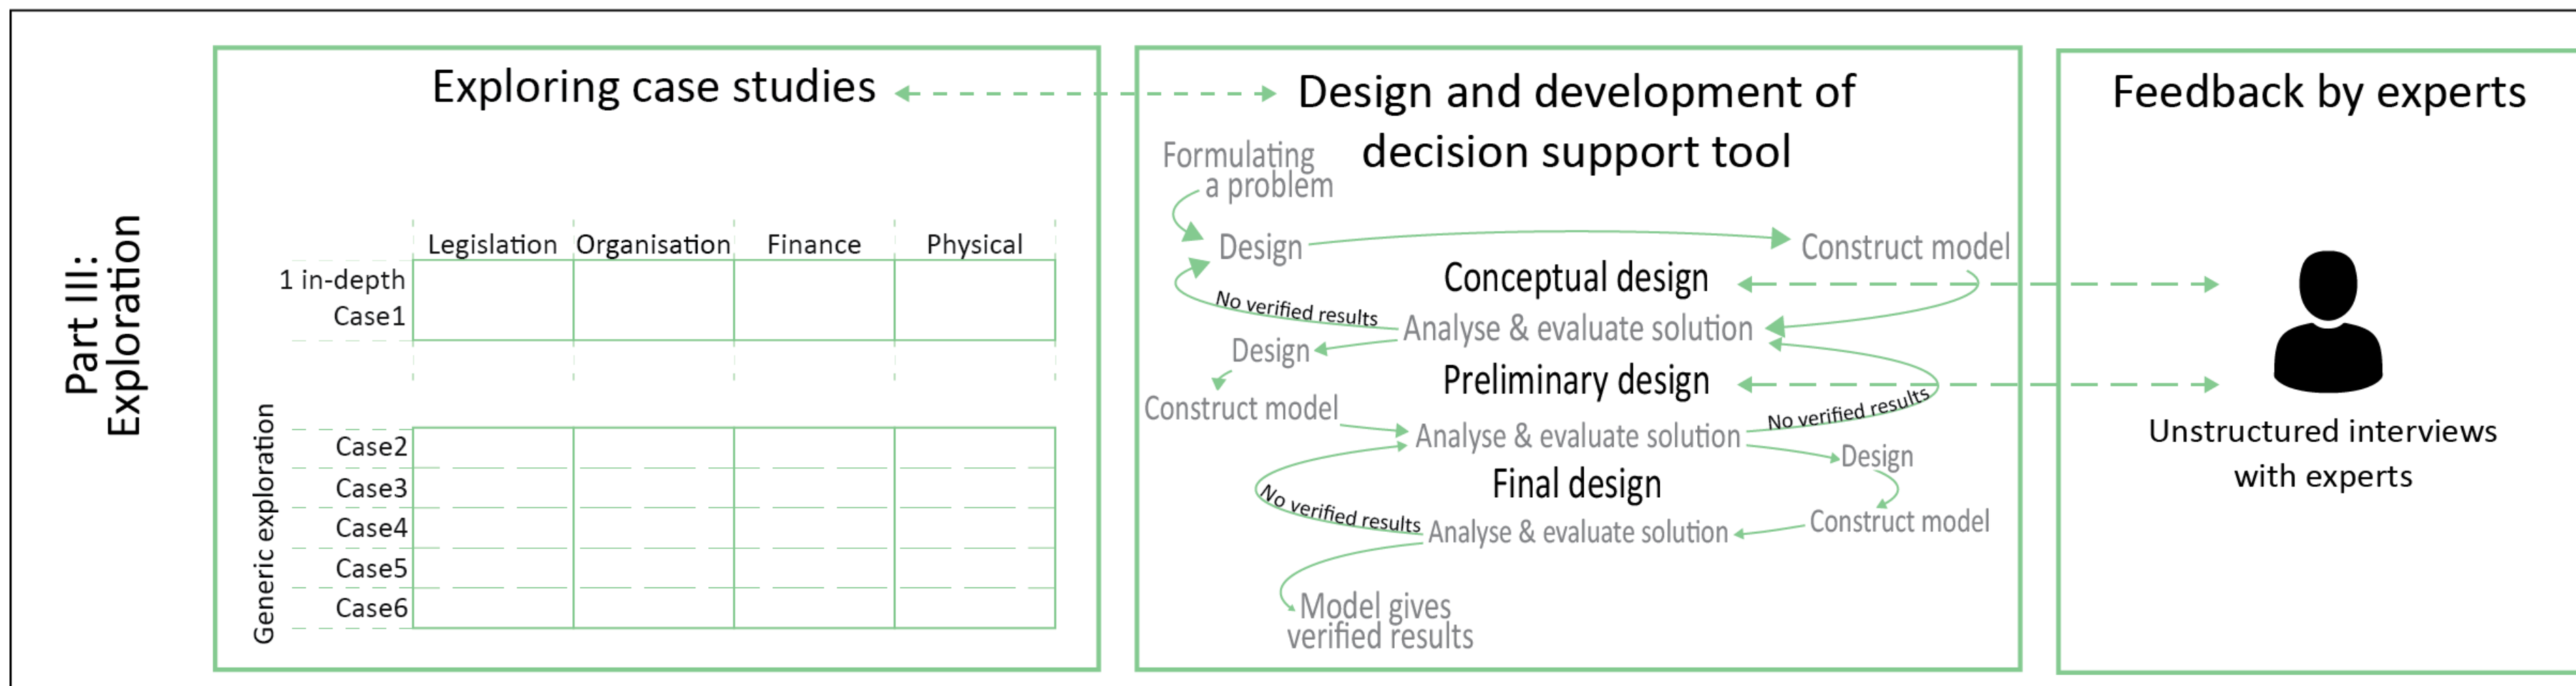 Part III:
Exploration
Exploring case studies
Legislation Organisation Finance Physical
1 in-depth
Case1
Generic exploration
Case2
Case3
Case4
Case5
Case6
Design and development of
decision support tool
Formulating
a problem
Design
Construct model
Conceptual design
No verified results
Analyse & evaluate solution
Design
Preliminary design
Construct model
No verified results
Analyse & evaluate solution
Design
Final design
No verified results
Construct model
Analyse & evaluate solution
Model gives
verified results
Feedback by experts
Unstructured interviews
with experts